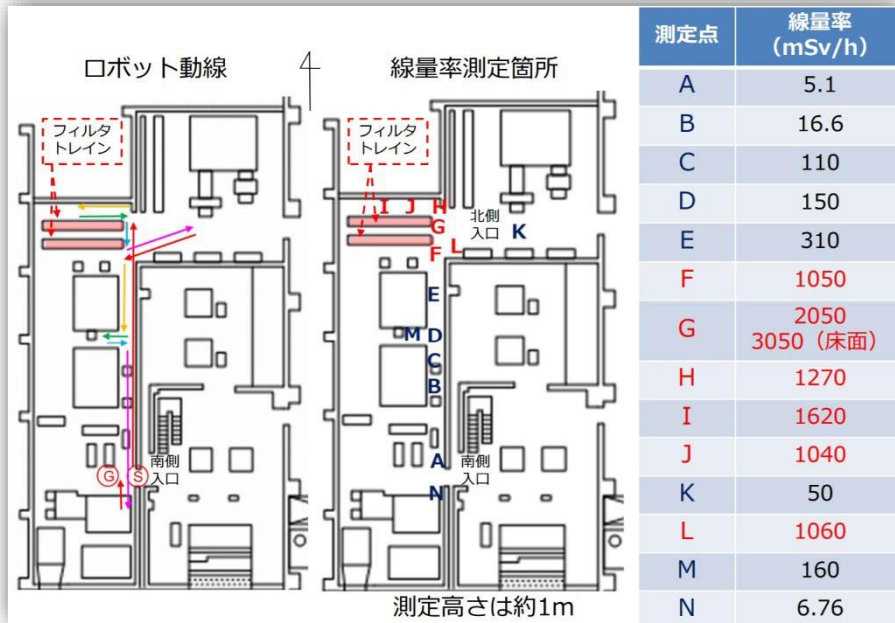 ロボット動線
フィルタ
トレイン
南側
入口
G
S
線量率測定箇所
フィルタ
トレイン
I
J
H
G
F
L
北側
入口
K
E
M
D
C
B
A
N
南側
入口
測定高さは約1m
測定点 線量率
(mSv/h)
A 5.1
B 16.6
C 110
D 150
E 310
F 1050
G 2050
3050（床面）
H 1270
I 1620
J 1040
K 50
L 1060
M 160
N 6.76